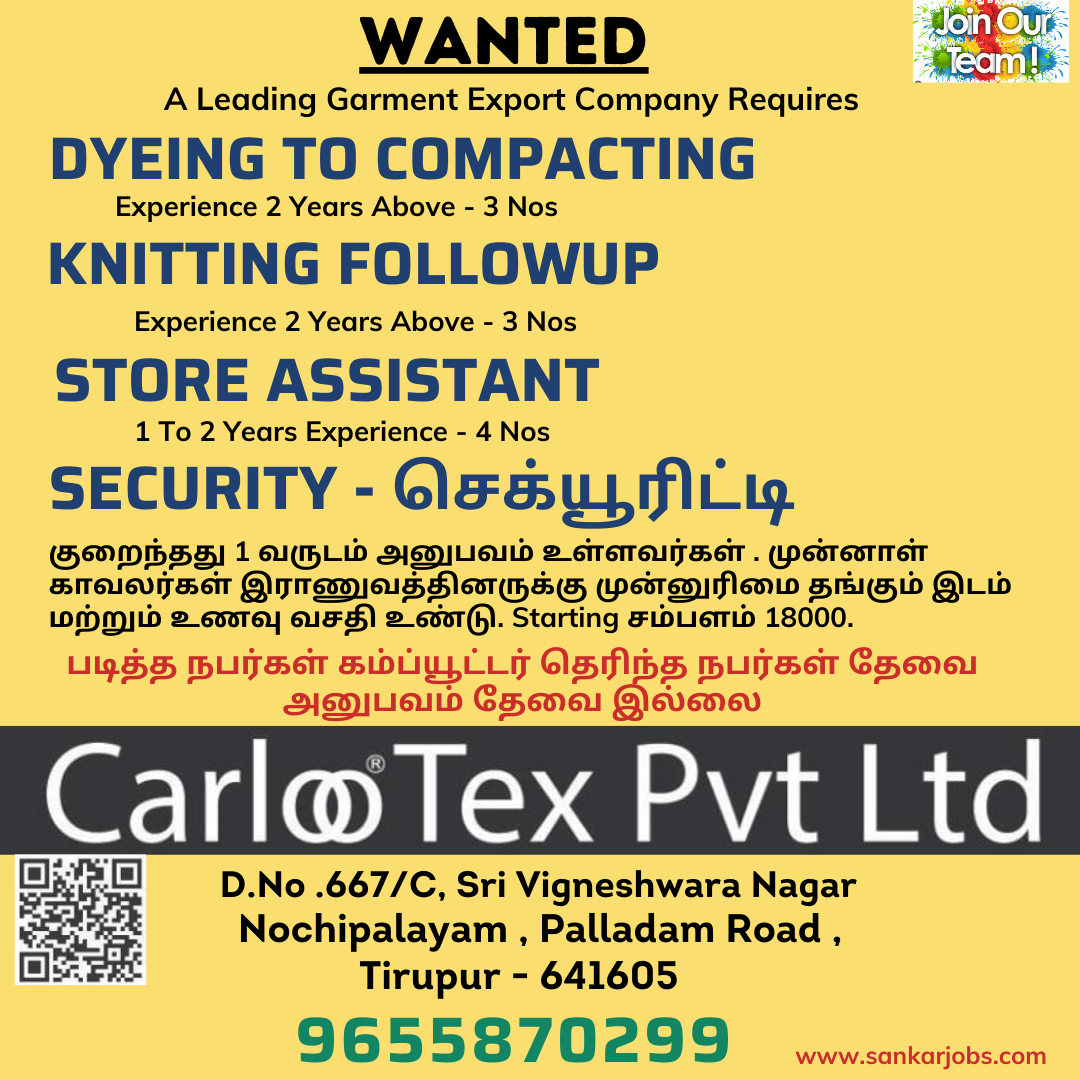 WANTED
Join Our
Team!
A Leading Garment Export Company Requires
DYEING TO COMPACTING
Experience 2 Years Above - 3 Nos
KNITTING FOLLOWUP
Experience 2 Years Above - 3 Nos
STORE ASSISTANT
1 To 2 Years Experience - 4 Nos
SECURITY - செக்யூரிட்டி
குறைந்தது 1 வருடம் அனுபவம் உள்ளவர்கள் . முன்னாள்
காவலர்கள் இராணுவத்தினருக்கு முன்னுரிமை தங்கும் இடம்
மற்றும் உணவு வசதி உண்டு. Starting சம்பளம் 18000.
படித்த நபர்கள் கம்ப்யூட்டர் தெரிந்த நபர்கள் தேவை
அனுபவம் தேவை இல்லை
Carloo® Tex Pvt Ltd
D.No .667/C, Sri Vigneshwara Nagar
Nochipalayam , Palladam Road ,
Tirupur - 641605
9655870299
www.sankarjobs.com